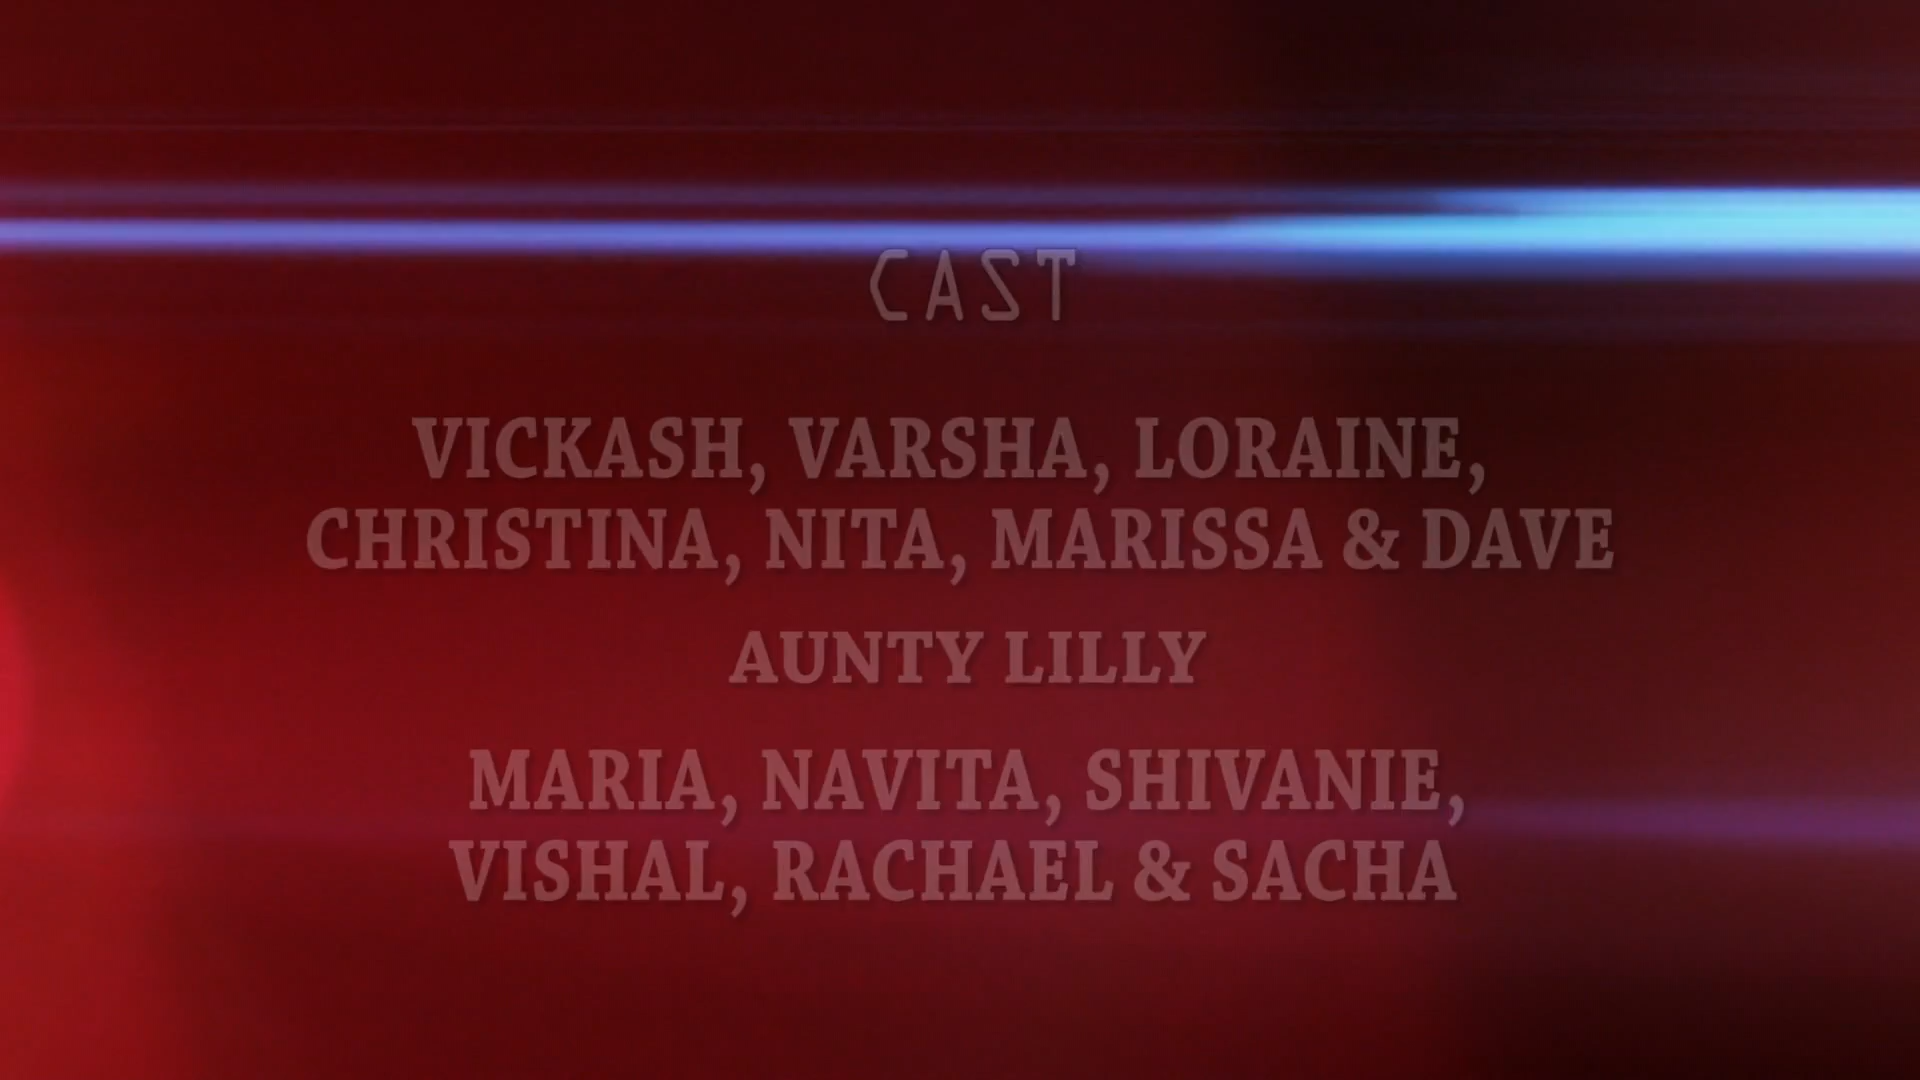 CAST
VICKASH, VARSHA, LORAINE,
CHRISTINA, NITA, MARISSA & DAVE
AUNTY LILLY
MARIA, NAVITA, SHIVANIE,
VISHAL, RACHAEL & SACHA